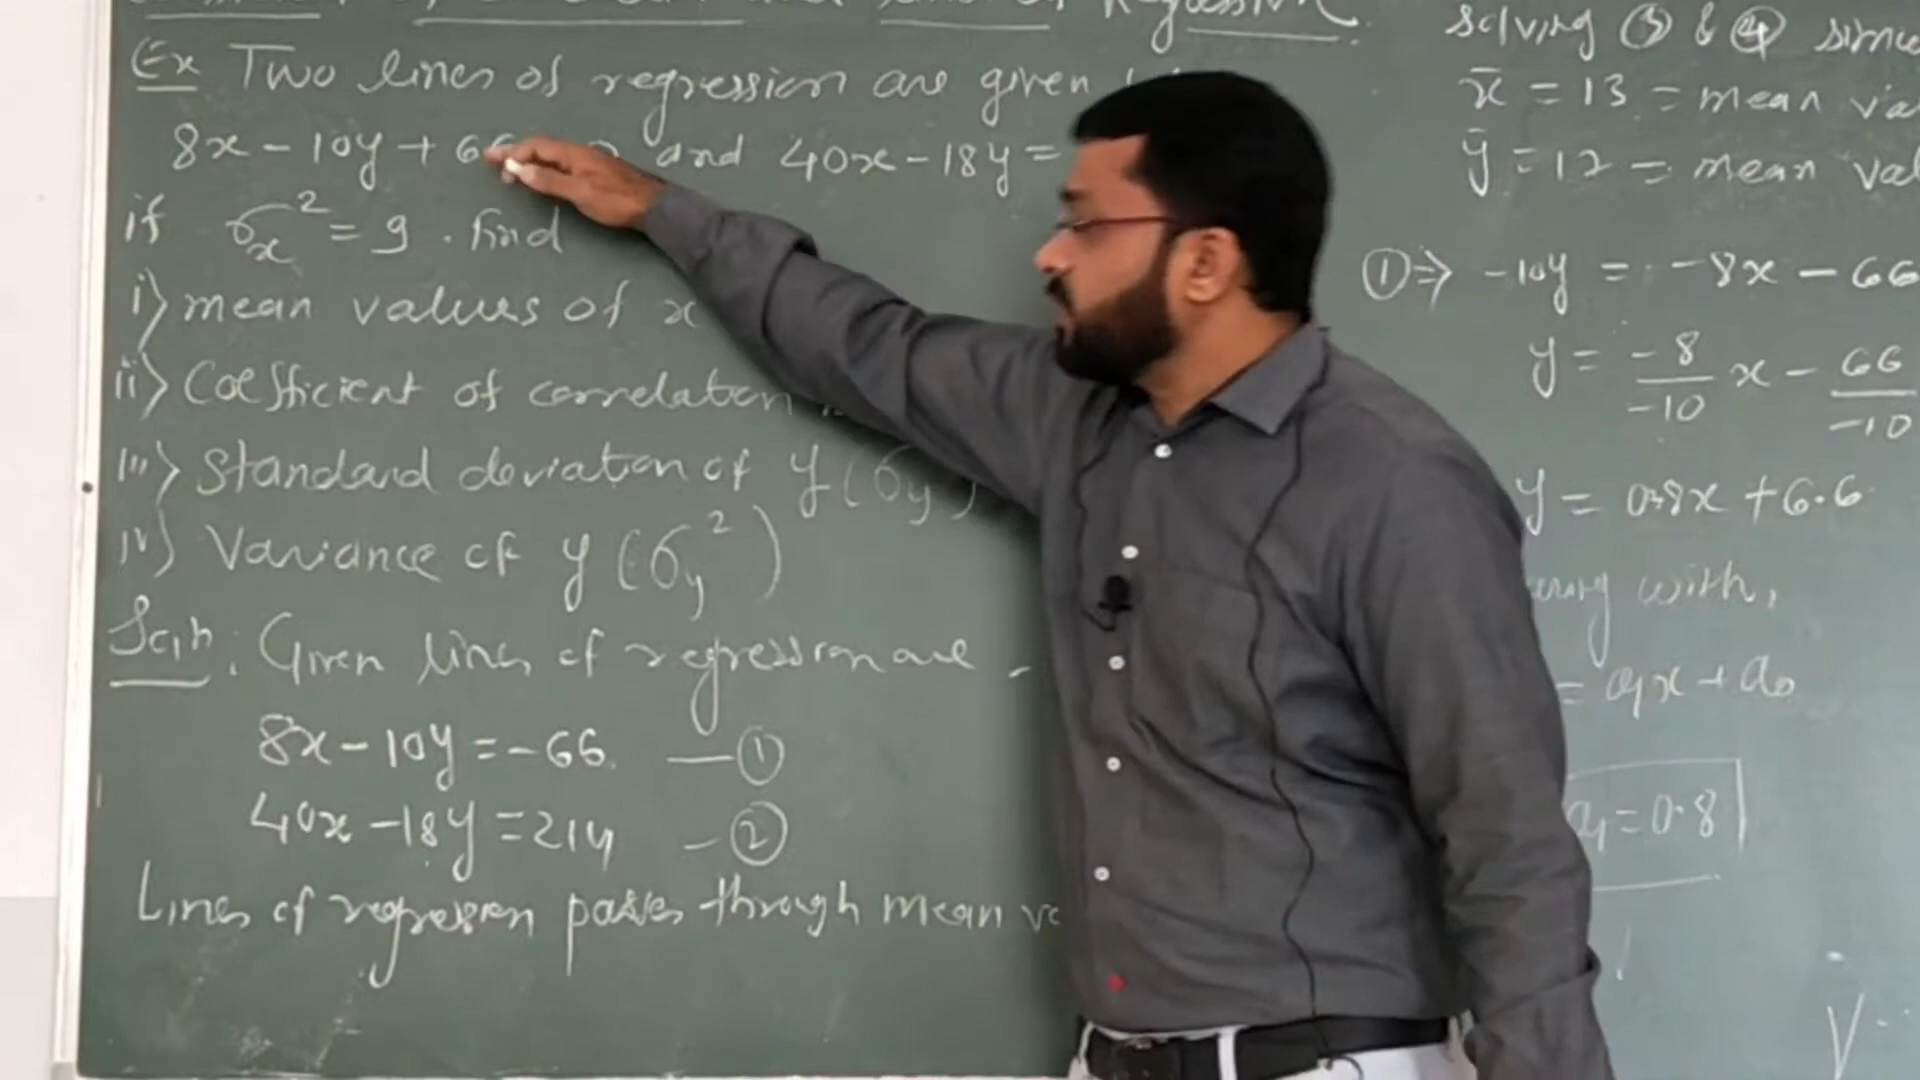 Regression.
Ex Two lines of regression are given
8x - 10y + 66 0 and 40x - 18y =
if σx² = 9 . find
i) mean values of x
ii) Coefficient of correlation
iii) Standard deviation of y (σy)
iv) Variance of y (σy²)
Soln: Given lines of regression are -
8x - 10y = -66. — ①
40x - 18y = 214 - ②
Lines of regression passes through mean va
solving ③ & ④ simu
x̄ = 13 = mean va
ȳ = 17 = mean val
① ⇒ -10y = -8x - 66
y = -8/-10 x - 66/-10
y = 0.8x + 6.6
with,
= a₁x + a₀
a₁ = 0.8